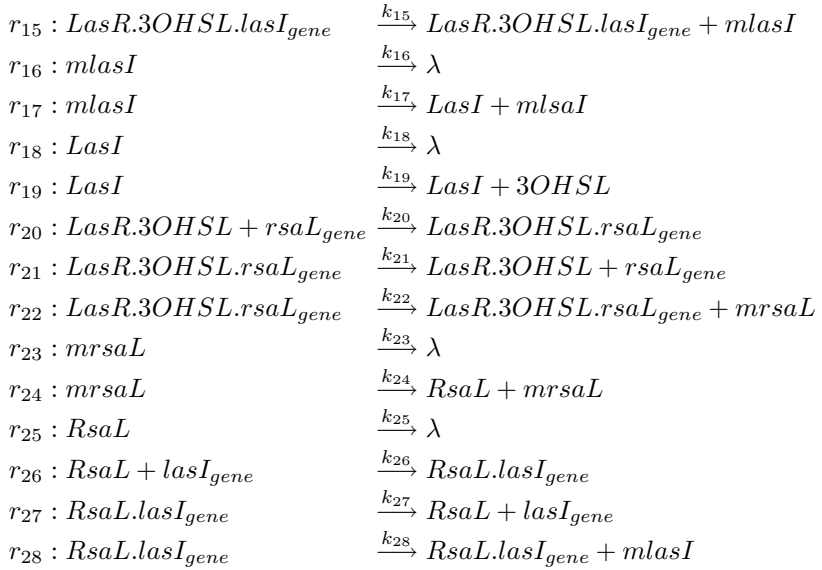 r₁₅ : LasR.3OHSL.lasI_gene —k₁₅→ LasR.3OHSL.lasI_gene + mlasI
r₁₆ : mlasI —k₁₆→ λ
r₁₇ : mlasI —k₁₇→ LasI + mlsaI
r₁₈ : LasI —k₁₈→ λ
r₁₉ : LasI —k₁₉→ LasI + 3OHSL
r₂₀ : LasR.3OHSL + rsaL_gene —k₂₀→ LasR.3OHSL.rsaL_gene
r₂₁ : LasR.3OHSL.rsaL_gene —k₂₁→ LasR.3OHSL + rsaL_gene
r₂₂ : LasR.3OHSL.rsaL_gene —k₂₂→ LasR.3OHSL.rsaL_gene + mrsaL
r₂₃ : mrsaL —k₂₃→ λ
r₂₄ : mrsaL —k₂₄→ RsaL + mrsaL
r₂₅ : RsaL —k₂₅→ λ
r₂₆ : RsaL + lasI_gene —k₂₆→ RsaL.lasI_gene
r₂₇ : RsaL.lasI_gene —k₂₇→ RsaL + lasI_gene
r₂₈ : RsaL.lasI_gene —k₂₈→ RsaL.lasI_gene + mlasI